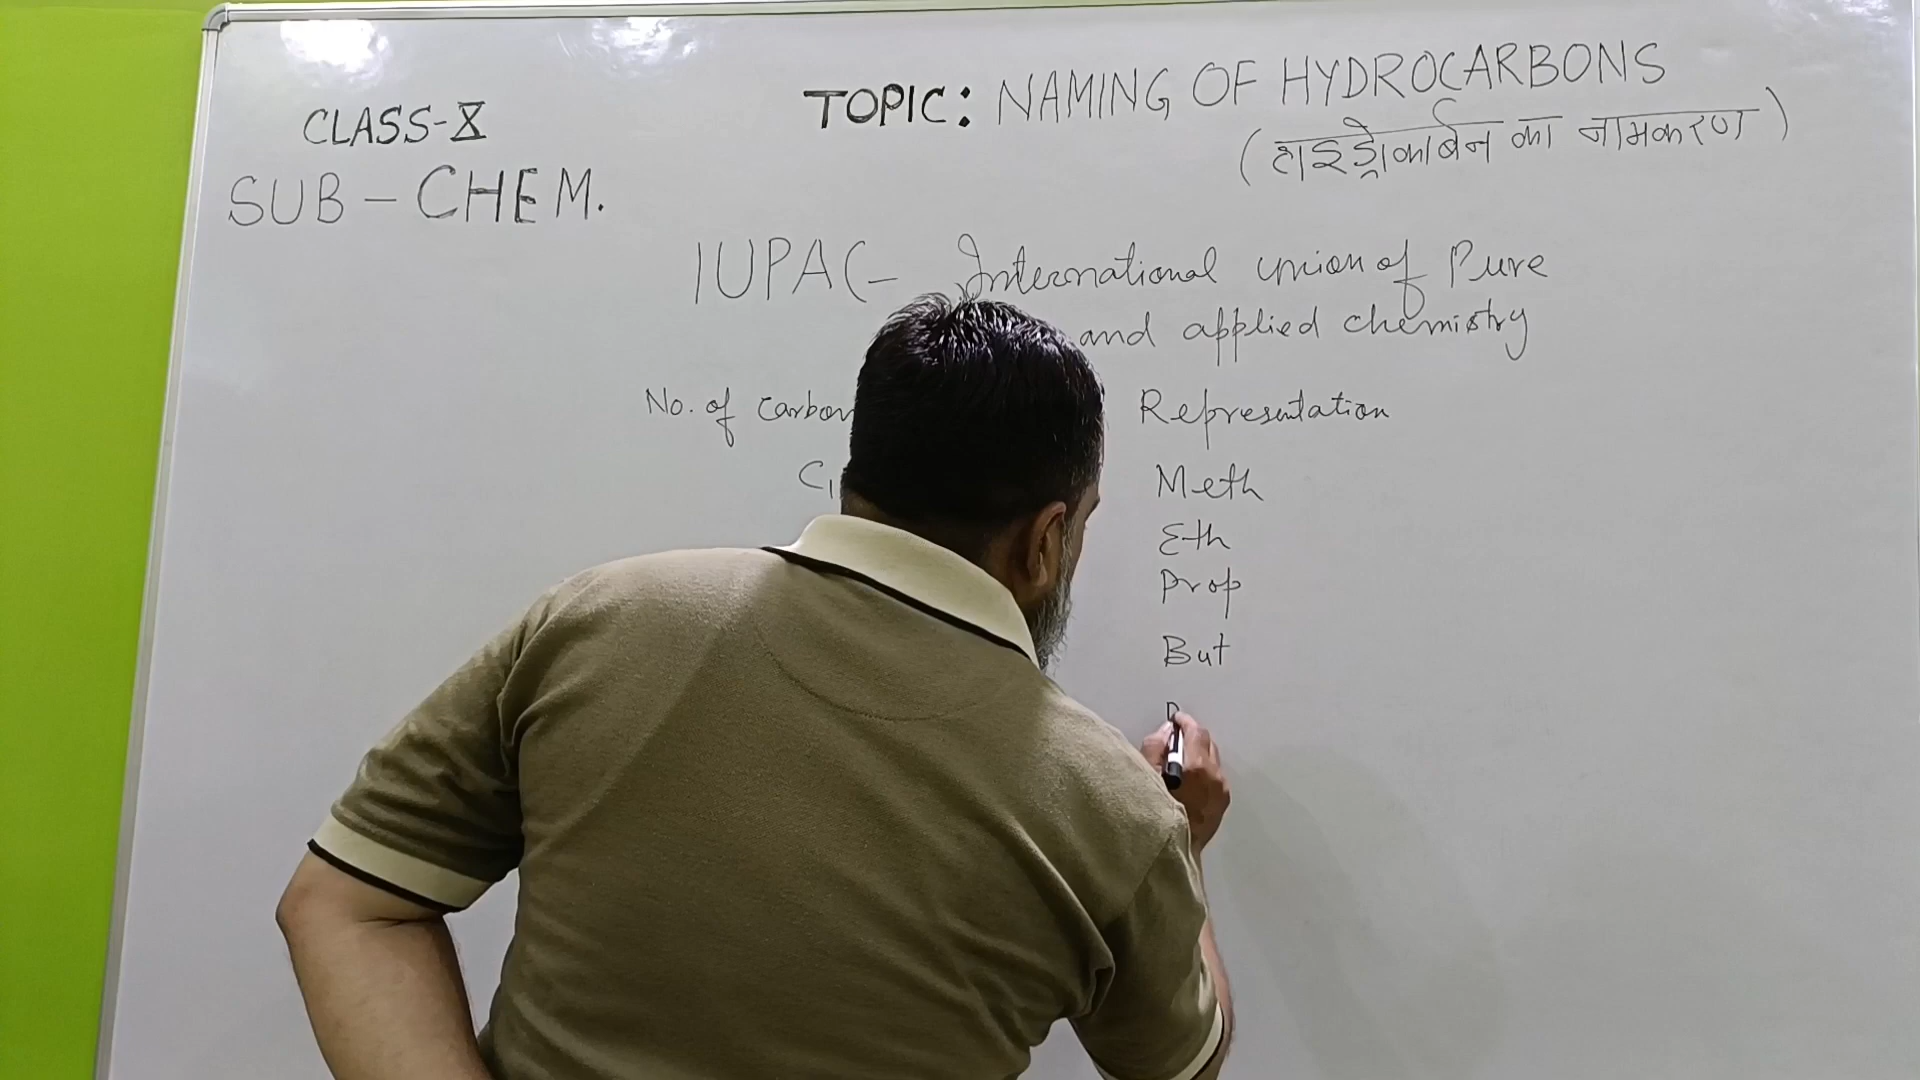 CLASS-X
SUB - CHEM.
TOPIC: NAMING OF HYDROCARBONS
(हाइड्रोकार्बन का नामकरण)
IUPAC - International union of Pure
and applied chemistry
No. of carbon Representation
C1 Meth
Eth
Prop
But
P